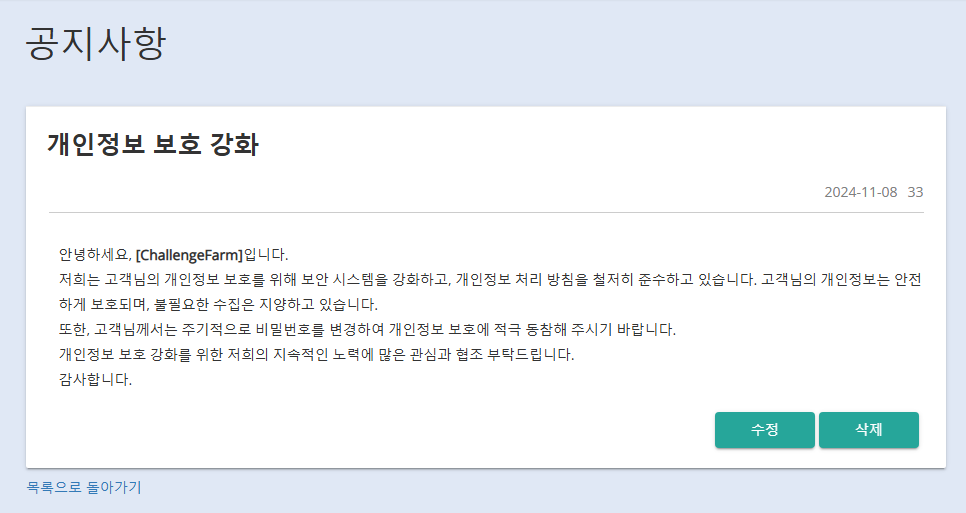 공지사항
개인정보 보호 강화
2024-11-08 33
안녕하세요, [ChallengeFarm]입니다.
저희는 고객님의 개인정보 보호를 위해 보안 시스템을 강화하고, 개인정보 처리 방침을 철저히 준수하고 있습니다. 고객님의 개인정보는 안전
하게 보호되며, 불필요한 수집은 지양하고 있습니다.
또한, 고객님께서는 주기적으로 비밀번호를 변경하여 개인정보 보호에 적극 동참해 주시기 바랍니다.
개인정보 보호 강화를 위한 저희의 지속적인 노력에 많은 관심과 협조 부탁드립니다.
감사합니다.
수정 삭제
목록으로 돌아가기